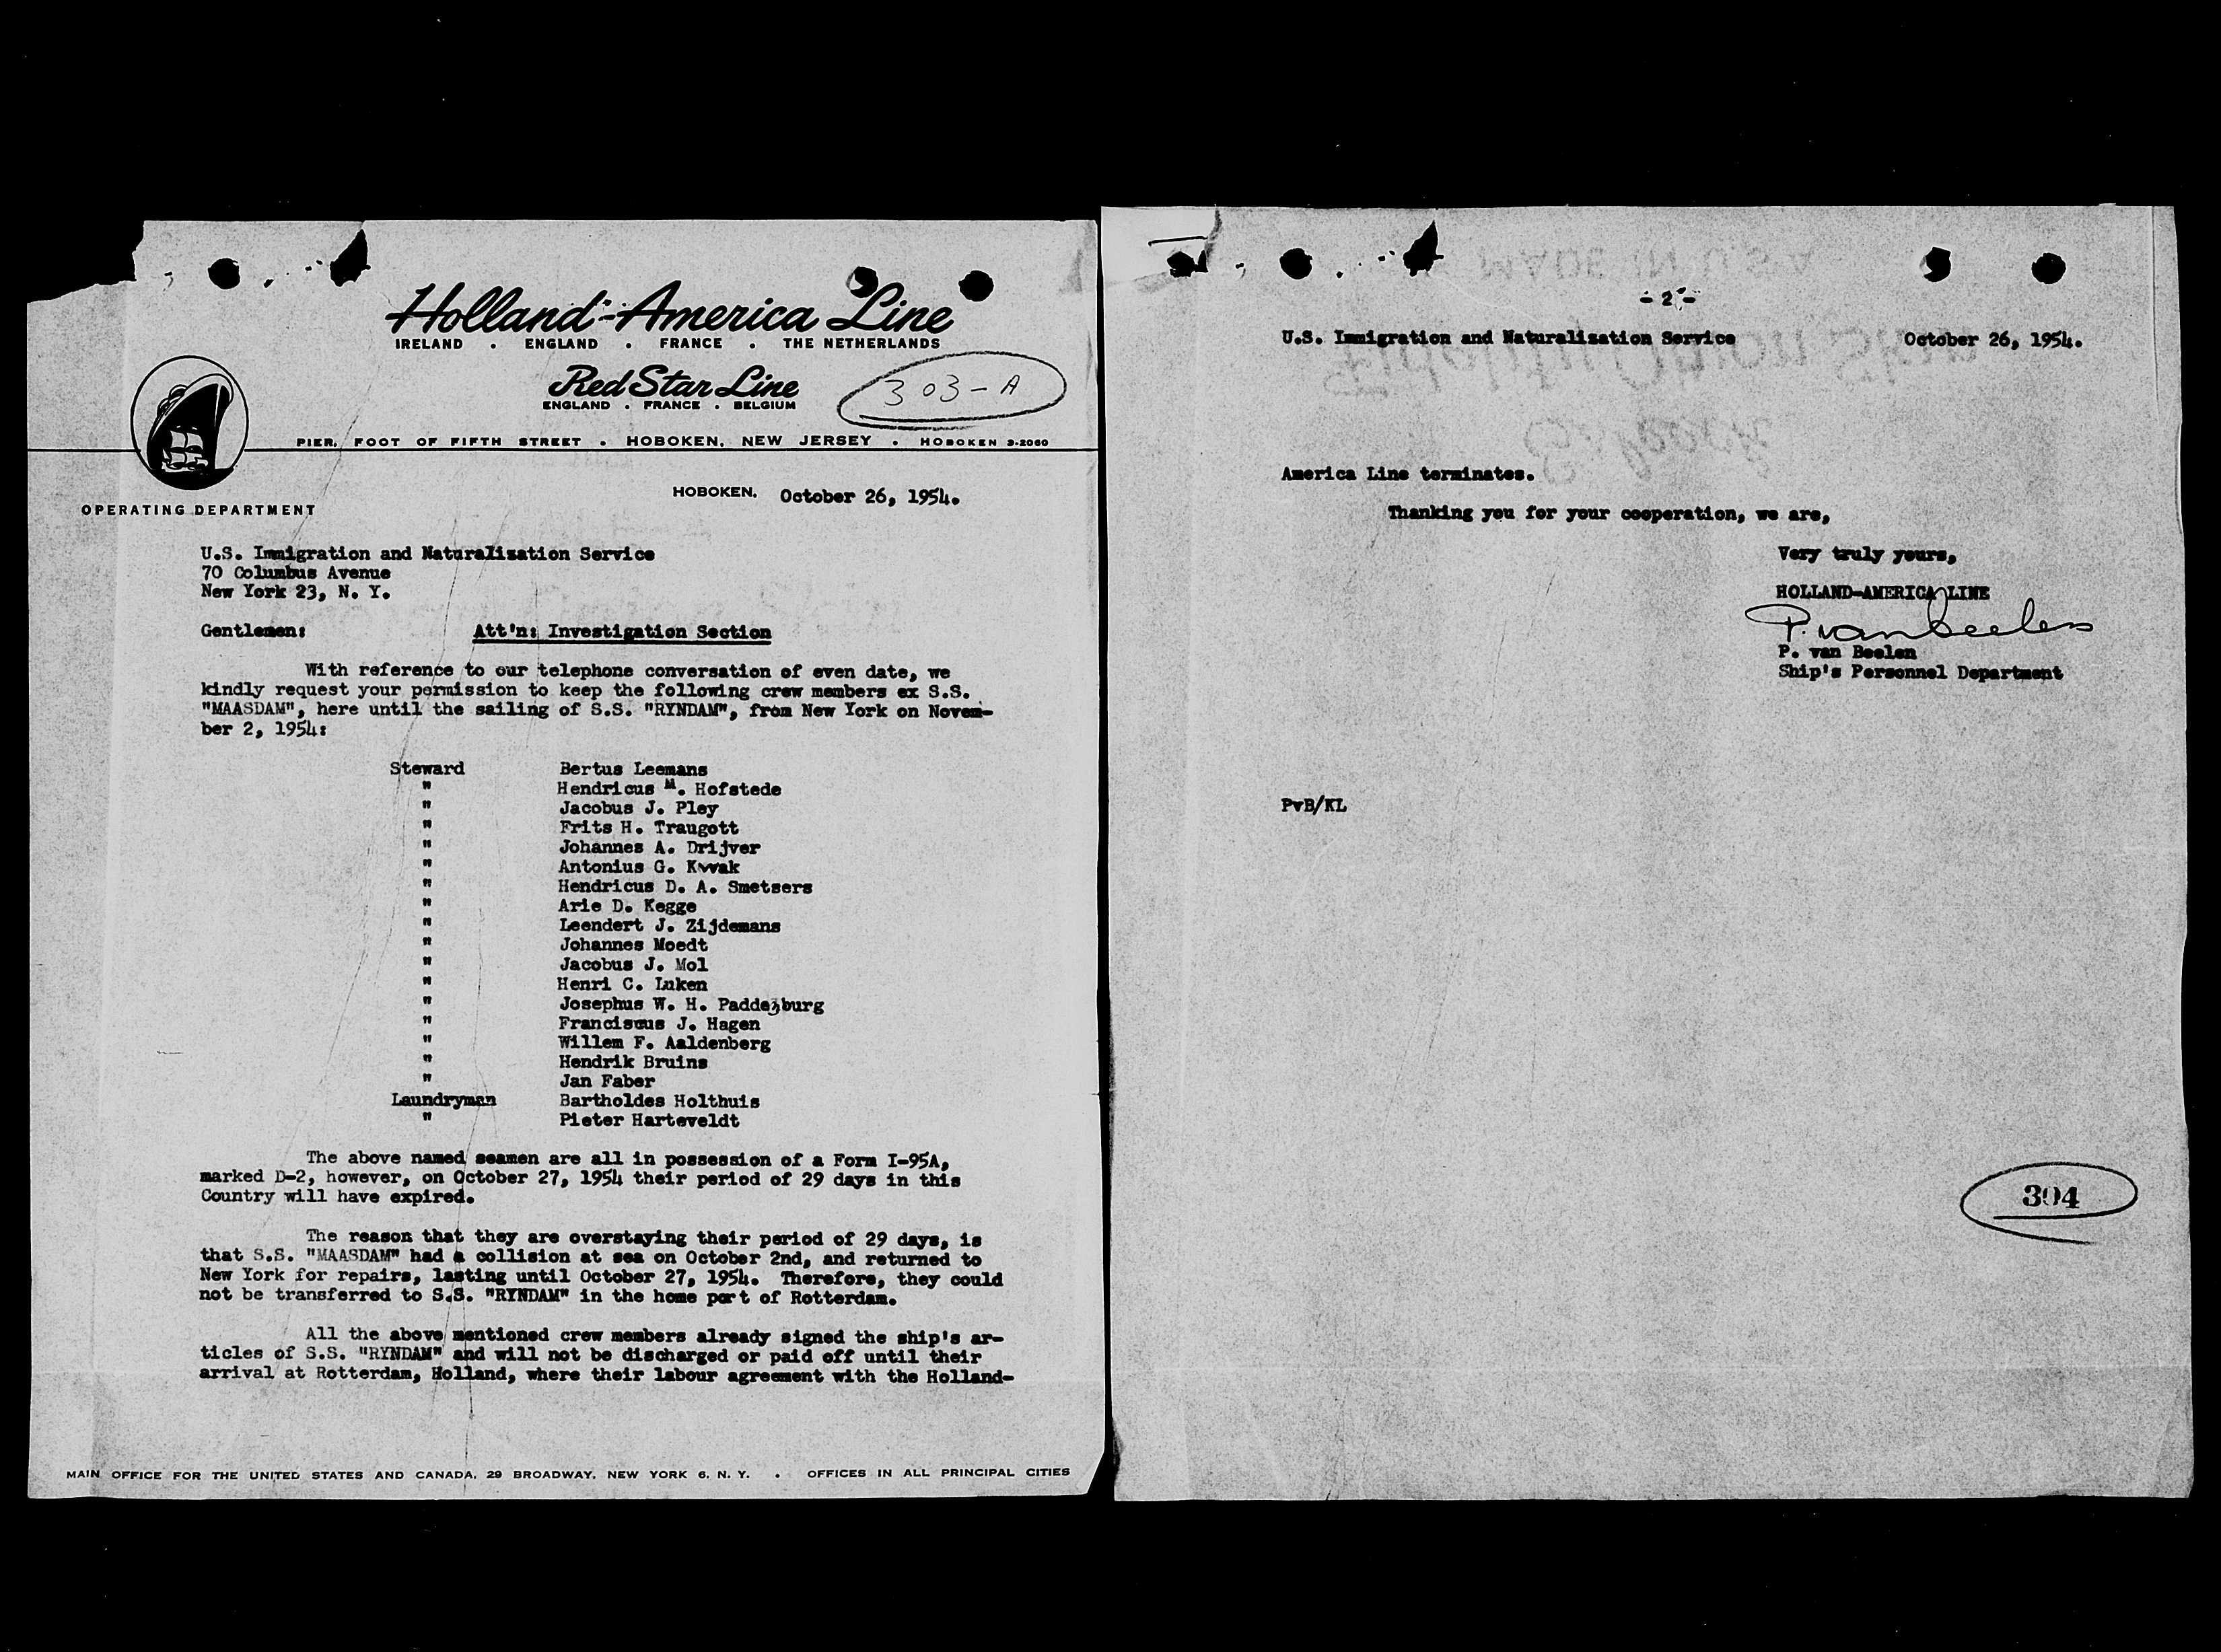 Holland-America Line
IRELAND . ENGLAND . FRANCE . THE NETHERLANDS
Red Star Line
ENGLAND . FRANCE . BELGIUM
303-A
PIER, FOOT OF FIFTH STREET . HOBOKEN, NEW JERSEY . HOBOKEN 3-2060
OPERATING DEPARTMENT
HOBOKEN, October 26, 1954.
U.S. Immigration and Naturalization Service
70 Columbus Avenue
New York 23, N. Y.
Gentlemen: Att'n: Investigation Section
With reference to our telephone conversation of even date, we
kindly request your permission to keep the following crew members ex S.S.
"MAASDAM", here until the sailing of S.S. "RYNDAM", from New York on Novem-
ber 2, 1954:
Steward Bertus Leemans
" Hendricus M. Hofstede
" Jacobus J. Pley
" Frits H. Traugott
" Johannes A. Drijver
" Antonius G.
" Hendricus D. A. Smetsers
" Arie D. Kegge
" Leendert J. Zijdemans
" Johannes Moedt
" Jacobus J. Mol
" Henri C. Luken
" Josephus W. H. Paddezburg
" Franciscus J. Hagen
" Willem F. Aaldenberg
" Hendrik Bruins
" Jan Faber
Laundryman Bartholdes Holthuis
" Pieter Harteveldt
The above named seamen are all in possession of a Form I-95A,
marked D-2, however, on October 27, 1954 their period of 29 days in this
Country will have expired.
The reason that they are overstaying their period of 29 days, is
that S.S. "MAASDAM" had a collision at sea on October 2nd, and returned to
New York for repairs, lasting until October 27, 1954. Therefore, they could
not be transferred to S.S. "RYNDAM" in the home port of Rotterdam.
All the above mentioned crew members already signed the ship's ar-
ticles of S.S. "RYNDAM" and will not be discharged or paid off until their
arrival at Rotterdam, Holland, where their labour agreement with the Holland-
MAIN OFFICE FOR THE UNITED STATES AND CANADA, 29 BROADWAY, NEW YORK 6, N. Y. . OFFICES IN ALL PRINCIPAL CITIES
MADE IN U.S.A
- 2 -
U.S. Immigration and Naturalization Service October 26, 1954.
America Line terminates.
Thanking you for your cooperation, we are,
Very truly yours,
HOLLAND-AMERICA LINE
P. van Beelen
P. van Beelen
Ship's Personnel Department
PvB/KL
304